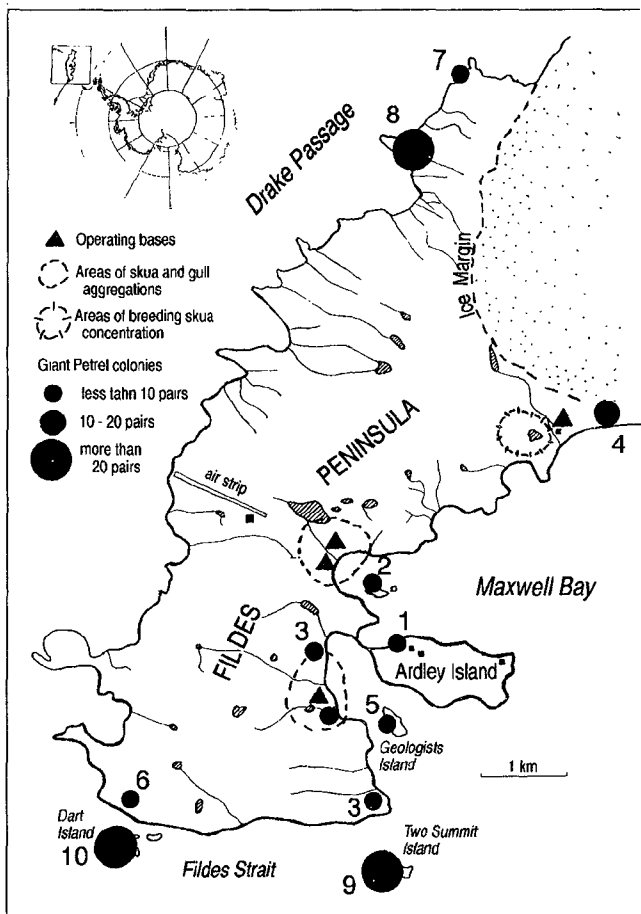 7
8
Drake Passage
Operating bases
Areas of skua and gull
aggregations
Areas of breeding skua
concentration
Giant Petrel colonies
less tahn 10 pairs
10 - 20 pairs
more than
20 pairs
Ice Margin
4
PENINSULA
air strip
2
Maxwell Bay
1
Ardley Island
3
FILDES
5
Geologists
Island
1 km
6
3
Dart
Island
10
Fildes Strait
Two Summit
Island
9